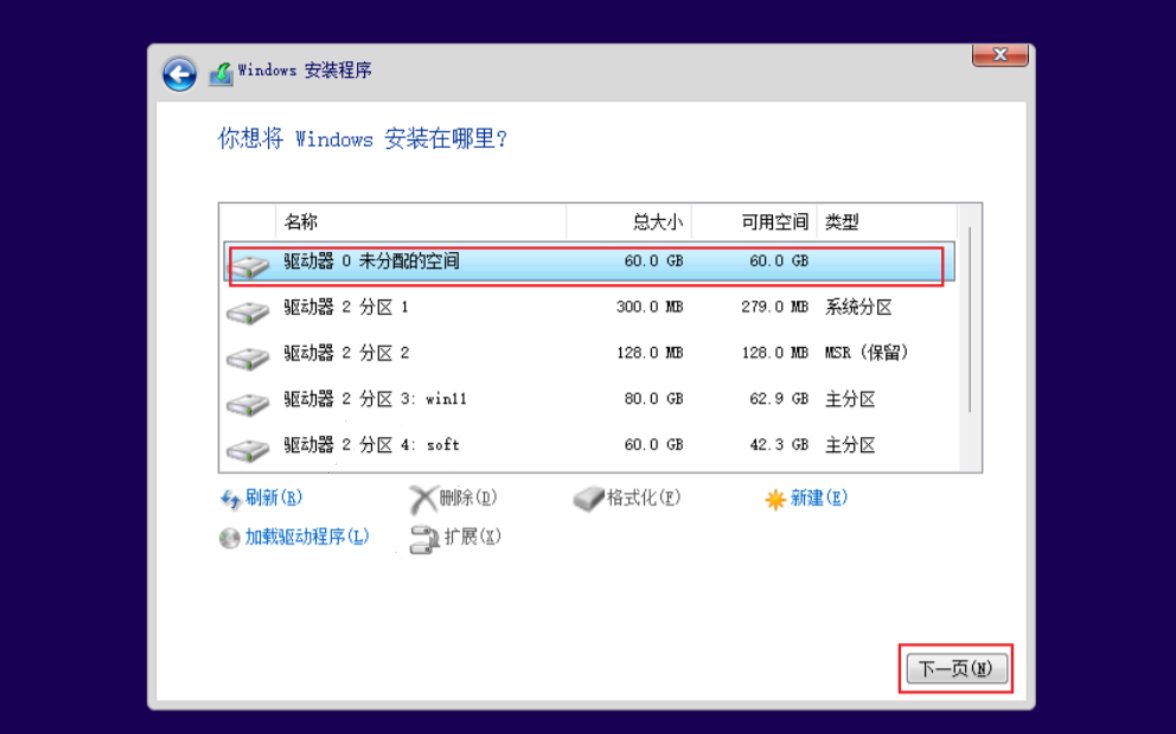 Windows 安装程序
你想将 Windows 安装在哪里?
名称 总大小 可用空间 类型
驱动器 0 未分配的空间 60.0 GB 60.0 GB
驱动器 2 分区 1 300.0 MB 279.0 MB 系统分区
驱动器 2 分区 2 128.0 MB 128.0 MB MSR (保留)
驱动器 2 分区 3: win11 80.0 GB 62.9 GB 主分区
驱动器 2 分区 4: soft 60.0 GB 42.3 GB 主分区
刷新(R) 删除(D) 格式化(F) 新建(E)
加载驱动程序(L) 扩展(X)
下一页(N)